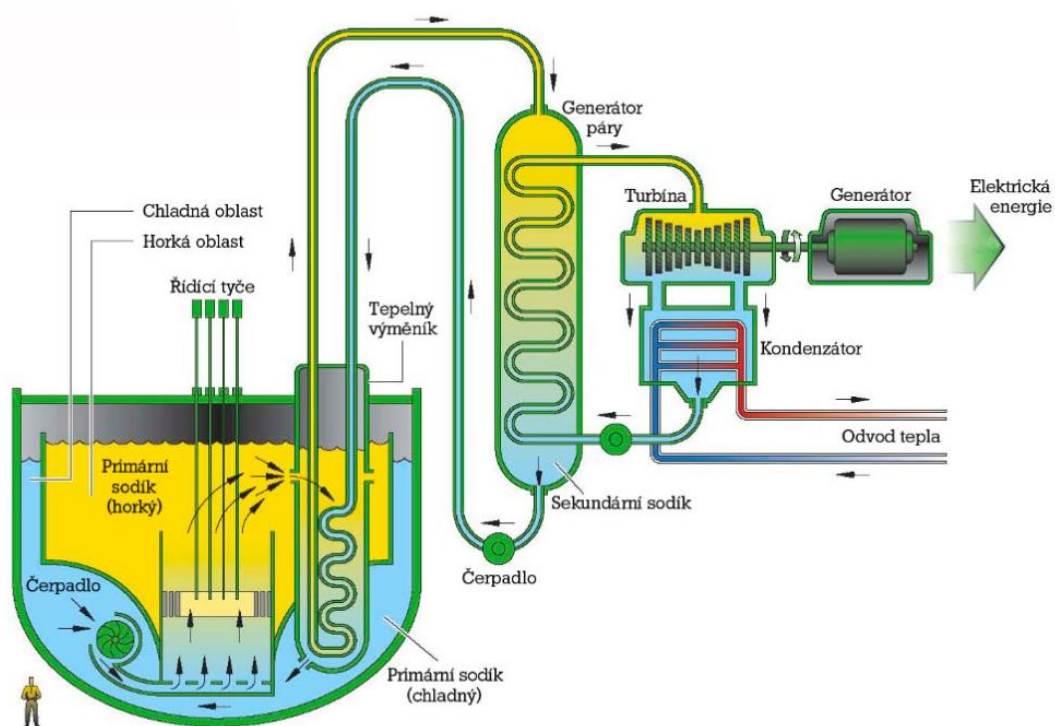 Generátor
páry
Turbína
Generátor
Elektrická
energie
Chladná oblast
Horká oblast
Řídící tyče
Tepelný
výměník
Kondenzátor
Odvod tepla
Primární
sodík
(horký)
Sekundární sodík
Čerpadlo
Čerpadlo
Primární sodík
(chladný)